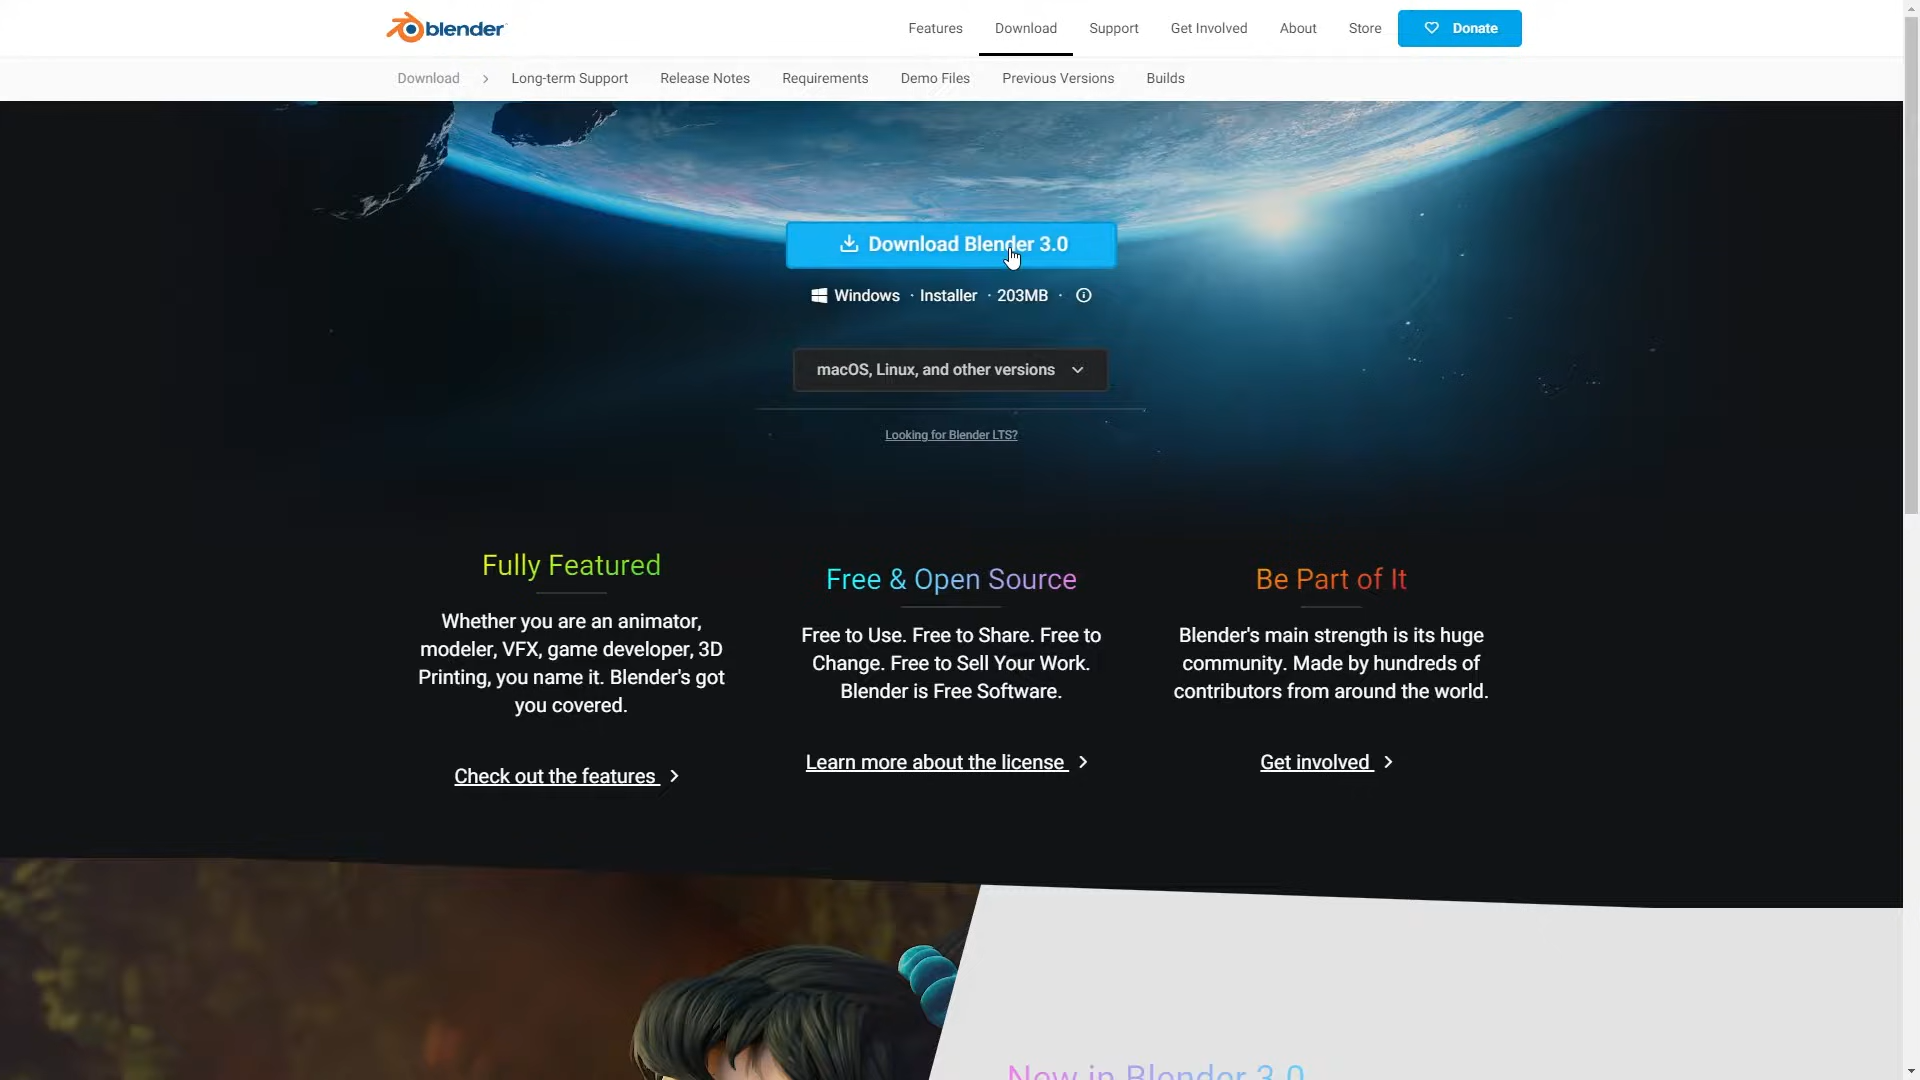 blender
Features
Download
Support
Get Involved
About
Store
Donate
Download
Long-term Support
Release Notes
Requirements
Demo Files
Previous Versions
Builds
Download Blender 3.0
Windows · Installer · 203MB ·
macOS, Linux, and other versions
Looking for Blender LTS?
Fully Featured
Whether you are an animator,
modeler, VFX, game developer, 3D
Printing, you name it. Blender's got
you covered.
Check out the features
Free & Open Source
Free to Use. Free to Share. Free to
Change. Free to Sell Your Work.
Blender is Free Software.
Learn more about the license
Be Part of It
Blender's main strength is its huge
community. Made by hundreds of
contributors from around the world.
Get involved
New in Blender 3.0